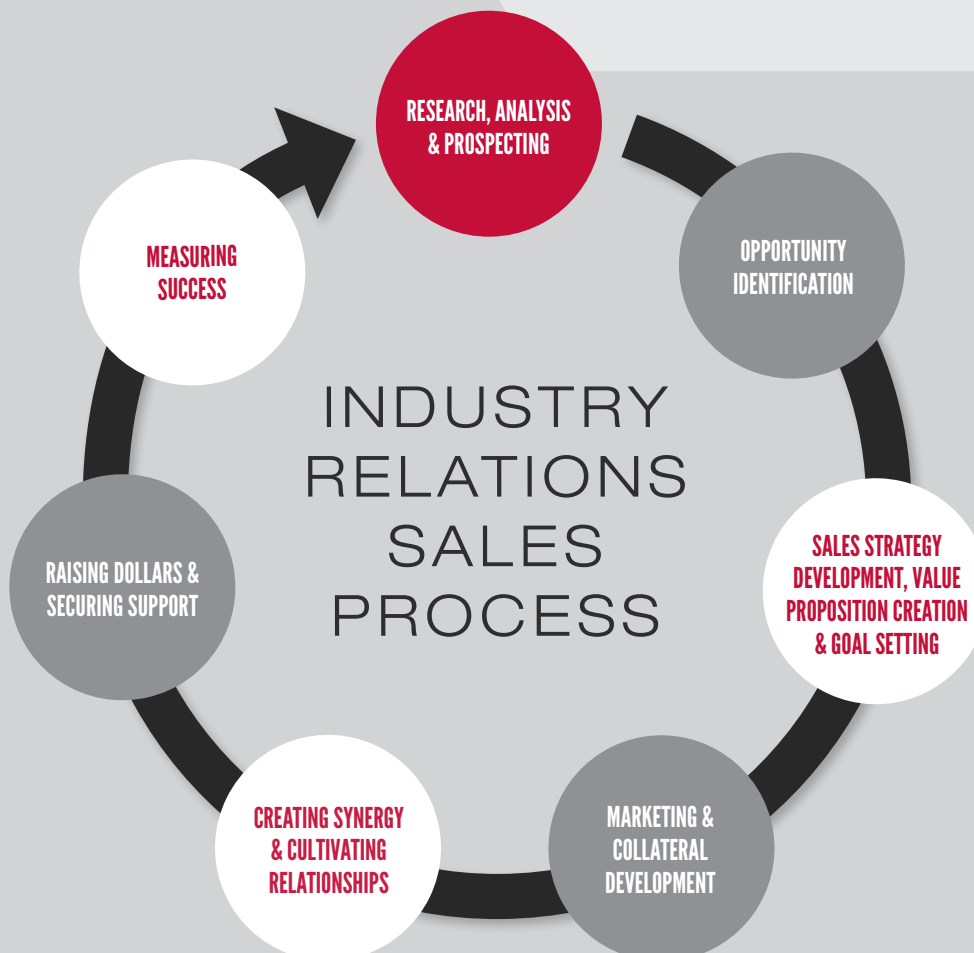 RESEARCH, ANALYSIS
& PROSPECTING
OPPORTUNITY
IDENTIFICATION
SALES STRATEGY
DEVELOPMENT, VALUE
PROPOSITION CREATION
& GOAL SETTING
MARKETING &
COLLATERAL
DEVELOPMENT
CREATING SYNERGY
& CULTIVATING
RELATIONSHIPS
RAISING DOLLARS &
SECURING SUPPORT
MEASURING
SUCCESS
INDUSTRY
RELATIONS
SALES
PROCESS